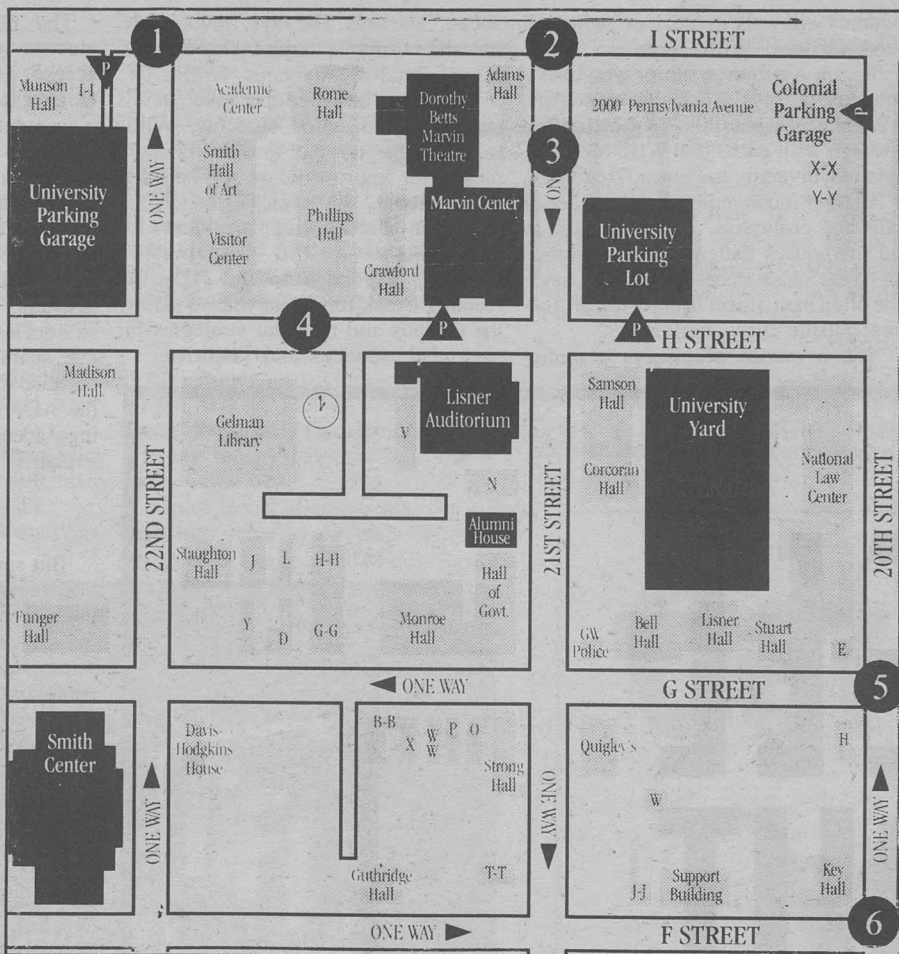 1
2
I STREET
P
Munson
Hall
I-I
University
Parking
Garage
ONE WAY
Academic
Center
Rome
Hall
Dorothy
Betts
Marvin
Theatre
Adams
Hall
Smith
Hall
of Art
Phillips
Hall
Visitor
Center
Marvin Center
Crawford
Hall
P
3
ONE
2000 Pennsylvania Avenue
Colonial
Parking
Garage
P
X-X
Y-Y
University
Parking
Lot
P
4
H STREET
Madison
Hall
22ND STREET
Gelman
Library
V
Lisner
Auditorium
N
Alumni
House
Staughton
Hall
J
L
H-H
Hall
of
Govt.
Y
D
G-G
Monroe
Hall
Funger
Hall
21ST STREET
Samson
Hall
University
Yard
Corcoran
Hall
National
Law
Center
20TH STREET
GW
Police
Bell
Hall
Lisner
Hall
Stuart
Hall
E
5
ONE WAY
G STREET
Smith
Center
ONE WAY
Davis-
Hodgkins
House
B-B
X
W
W
P
O
Strong
Hall
Guthridge
Hall
T-T
ONE WAY
Quigley's
H
W
J-J
Support
Building
Key
Hall
ONE WAY
6
ONE WAY
F STREET